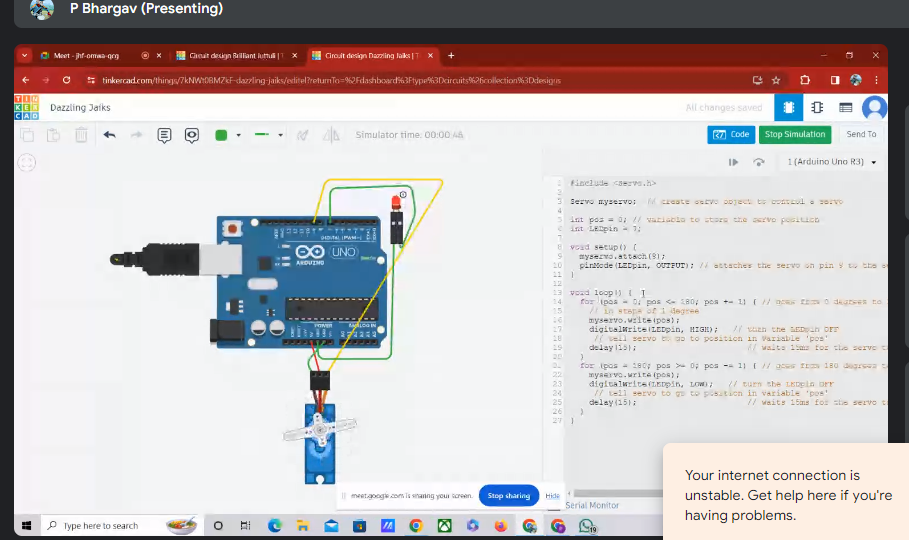 P Bhargav (Presenting)
Meet - jhf-omwa-qcg
Circuit design Brilliant Juttuli | T
Circuit design Dazzling Jaiks | T
tinkercad.com/things/7kNWt0BMZkF-dazzling-jaiks/editel?returnTo=%2Fdashboard%3Ftype%3Dcircuits%26collection%3Ddesigns
TINKERCAD
Dazzling Jaiks
All changes saved
Simulator time: 00:00:46
Code
Stop Simulation
Send To
1 (Arduino Uno R3)
1 #include <Servo.h>
2
3 Servo myservo; // create servo object to control a servo
4
5 int pos = 0; // variable to store the servo position
6 int LEDpin = 7;
7
8 void setup() {
9 myservo.attach(9);
10 pinMode(LEDpin, OUTPUT); // attaches the servo on pin 9 to the se
11 }
12
13 void loop() {
14 for (pos = 0; pos <= 180; pos += 1) { // goes from 0 degrees to
15 // in steps of 1 degree
16 myservo.write(pos);
17 digitalWrite(LEDpin, HIGH); // turn the LEDpin OFF
18 // tell servo to go to position in variable 'pos'
19 delay(15); // waits 15ms for the servo to
20 }
21 for (pos = 180; pos >= 0; pos -= 1) { // goes from 180 degrees to
22 myservo.write(pos);
23 digitalWrite(LEDpin, LOW); // turn the LEDpin OFF
24 // tell servo to go to position in variable 'pos'
25 delay(15); // waits 15ms for the servo to
26 }
27 }
DIGITAL (PWM~)
UNO
ARDUINO
POWER
ANALOG IN
meet.google.com is sharing your screen.
Stop sharing
Hide
Serial Monitor
Your internet connection is
unstable. Get help here if you're
having problems.
Type here to search
19